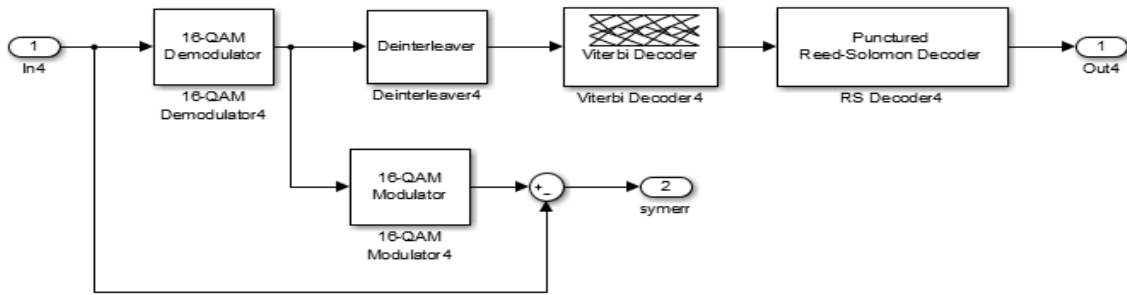 1
In4
16-QAM
Demodulator
16-QAM
Demodulator4
Deinterleaver
Deinterleaver4
Viterbi Decoder
Viterbi Decoder4
Punctured
Reed-Solomon Decoder
RS Decoder4
1
Out4
16-QAM
Modulator
16-QAM
Modulator4
+
−
2
symerr